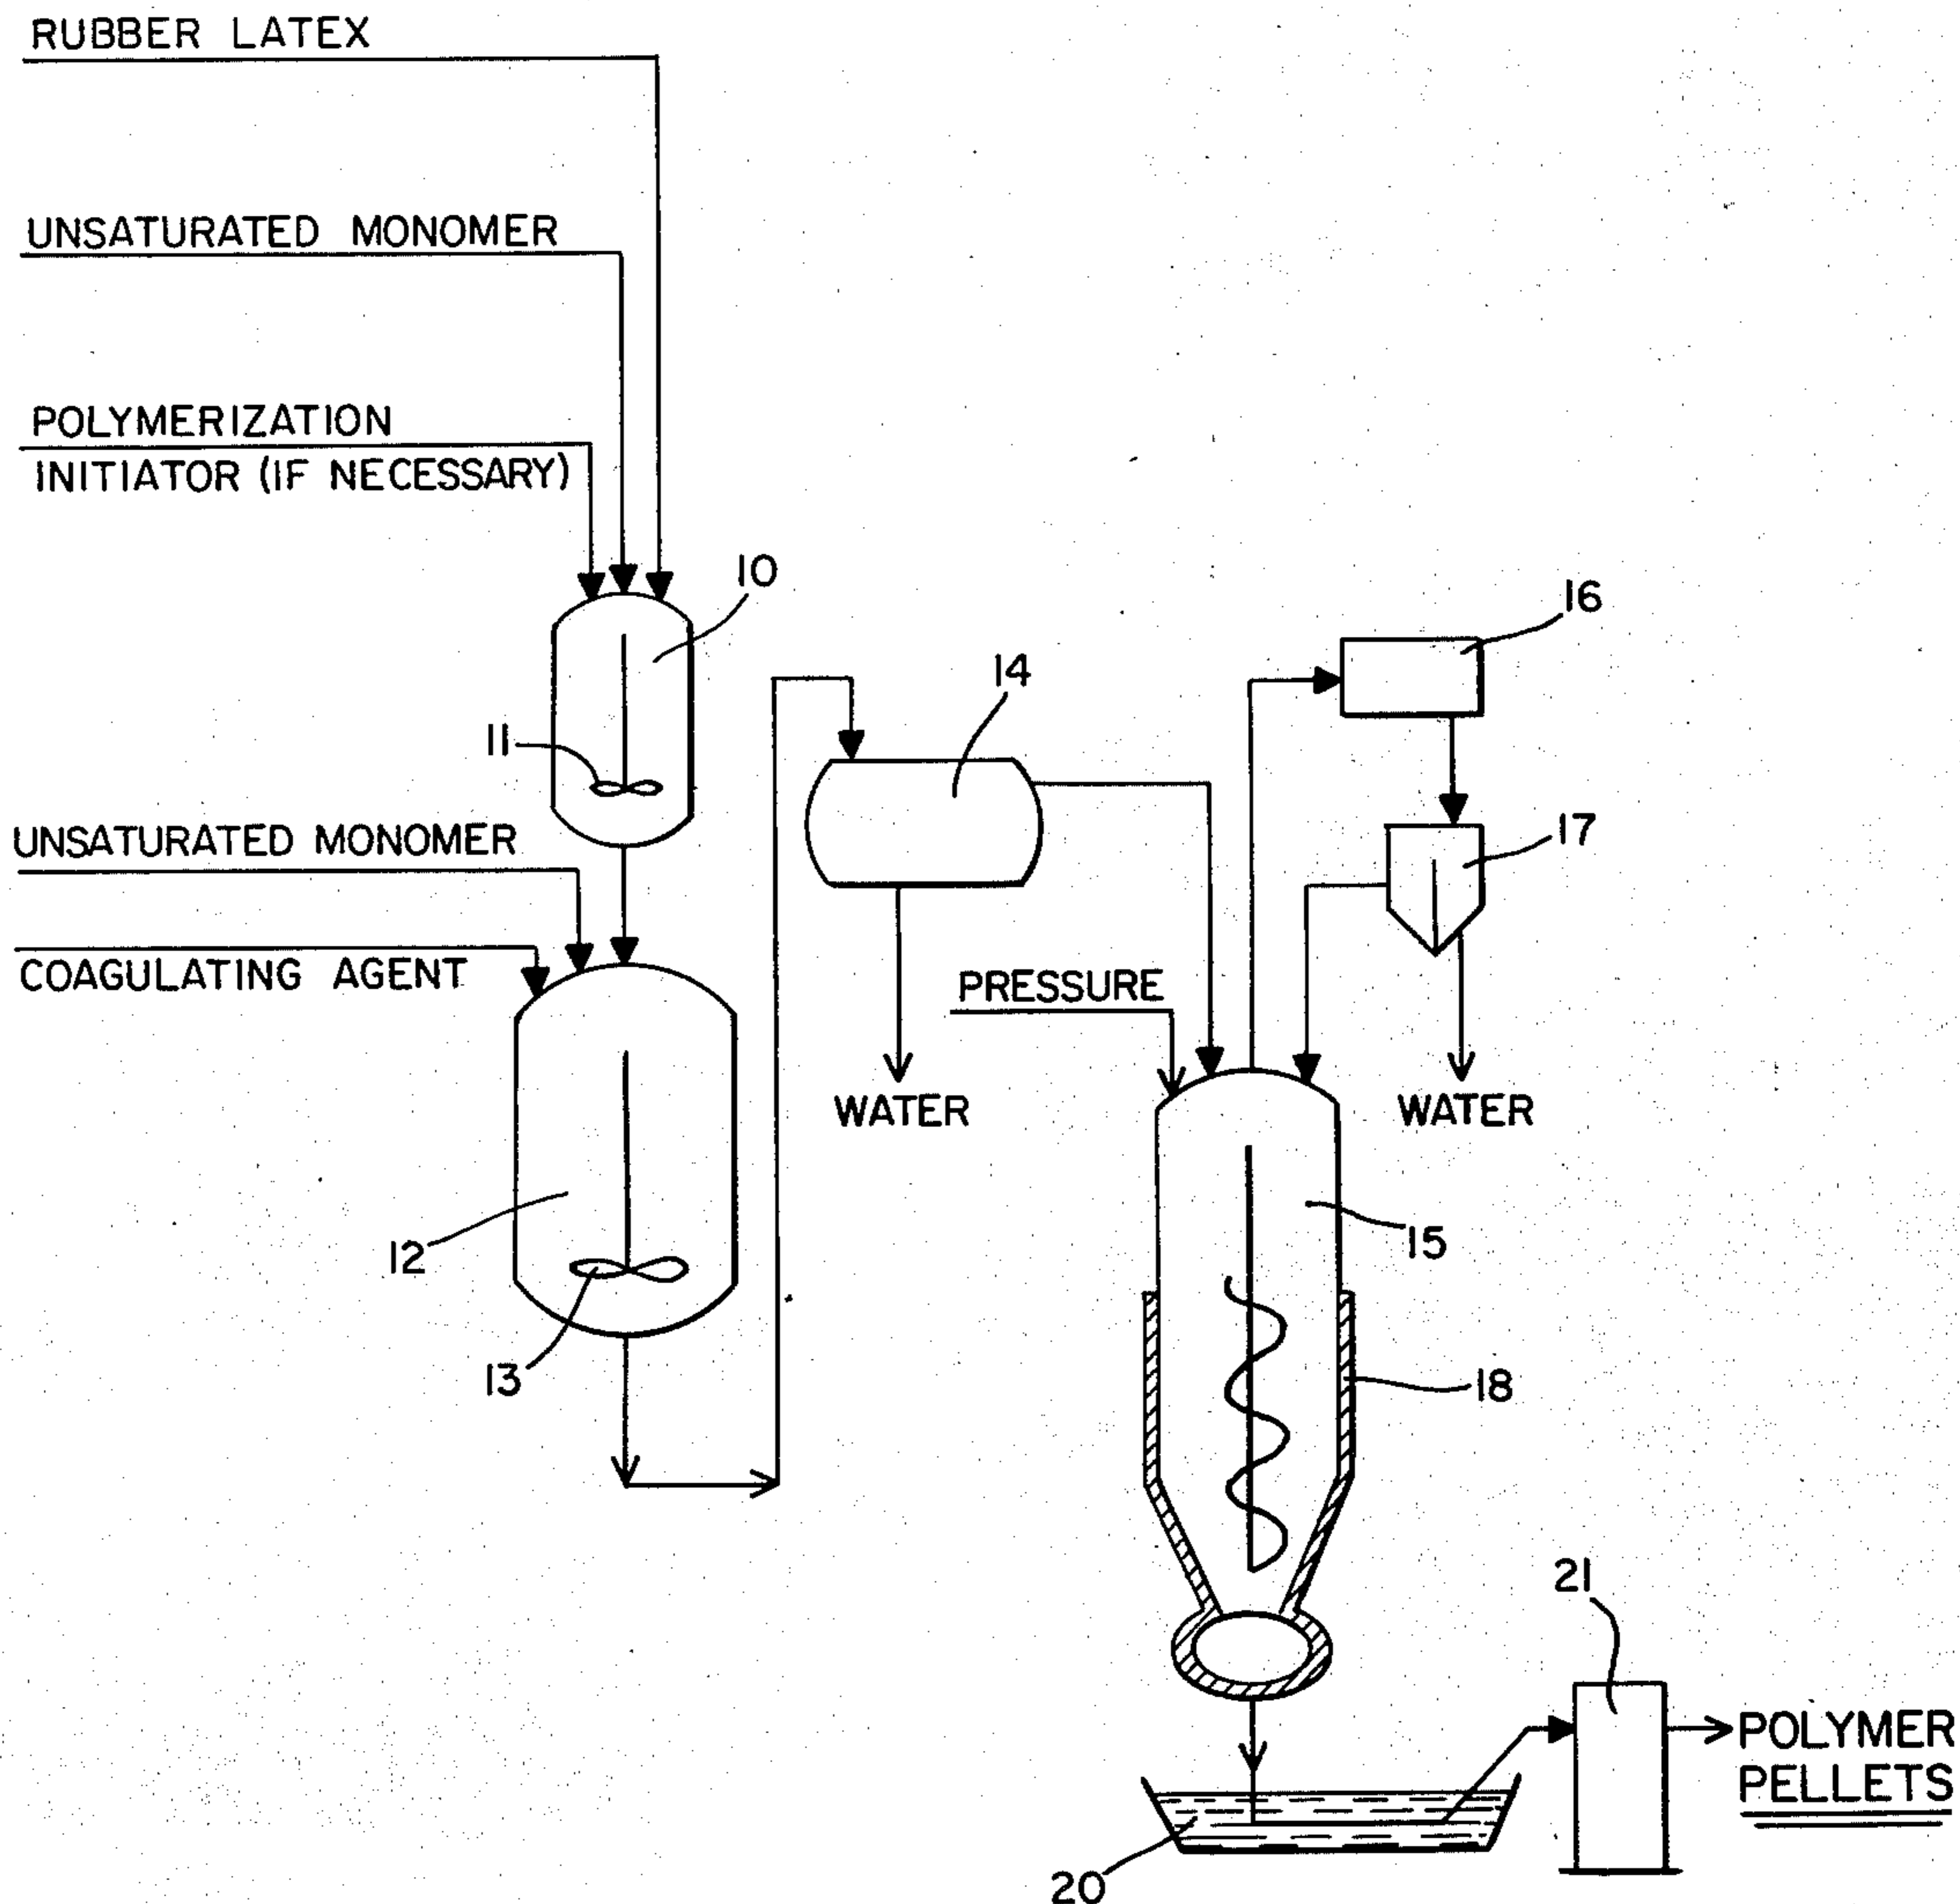 RUBBER LATEX
UNSATURATED MONOMER
POLYMERIZATION
INITIATOR (IF NECESSARY)
10
16
14
11
17
UNSATURATED MONOMER
COAGULATING AGENT
PRESSURE
WATER
WATER
15
12
13
18
21
POLYMER
PELLETS
20